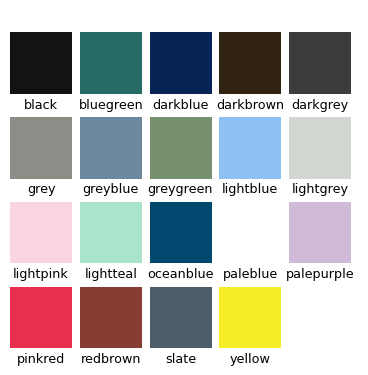 black bluegreen darkblue darkbrown darkgrey
grey greyblue greygreen lightblue lightgrey
lightpink lightteal oceanblue paleblue palepurple
pinkred redbrown slate yellow